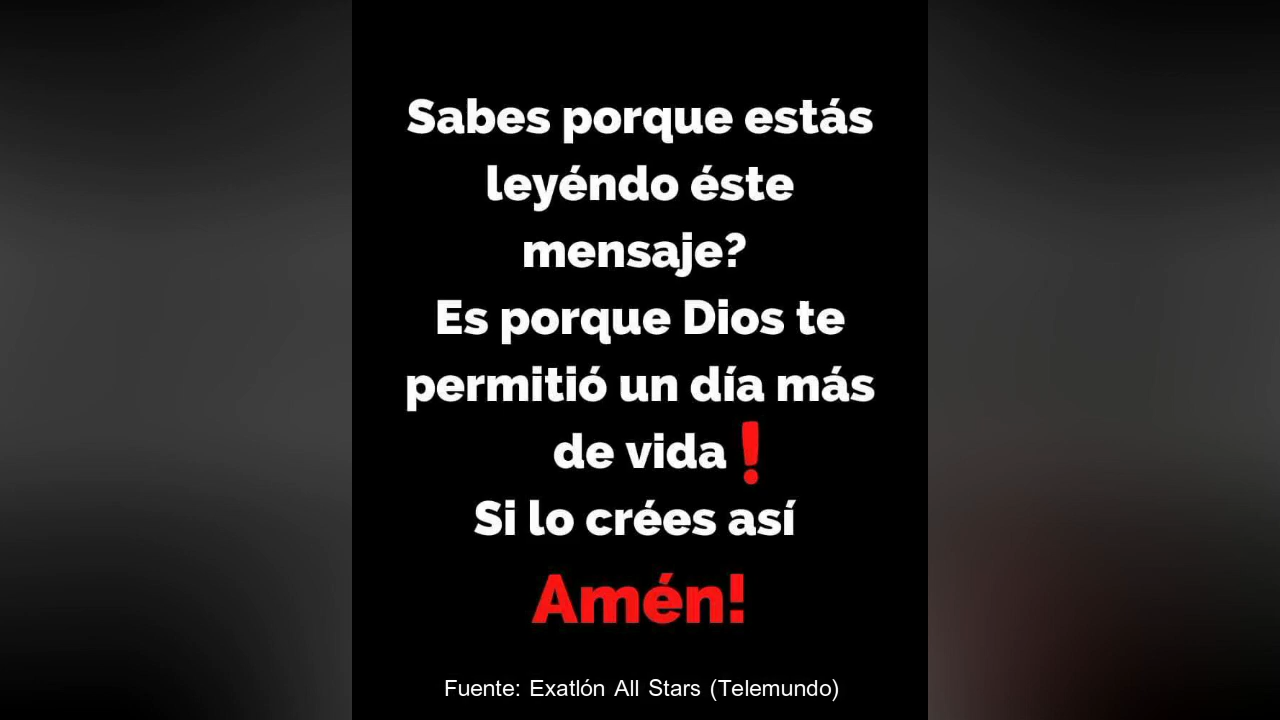 Sabes porque estás
leyéndo éste
mensaje?
Es porque Dios te
permitió un día más
de vida❗
Si lo crées así
Amén!
Fuente: Exatlón All Stars (Telemundo)